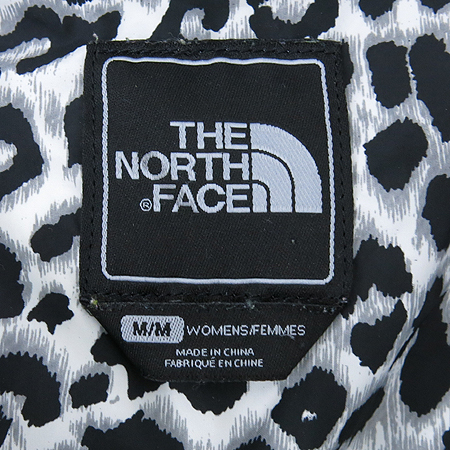 THE
NORTH
®FACE
M/M WOMENS/FEMMES
MADE IN CHINA
FABRIQUÉ EN CHINE